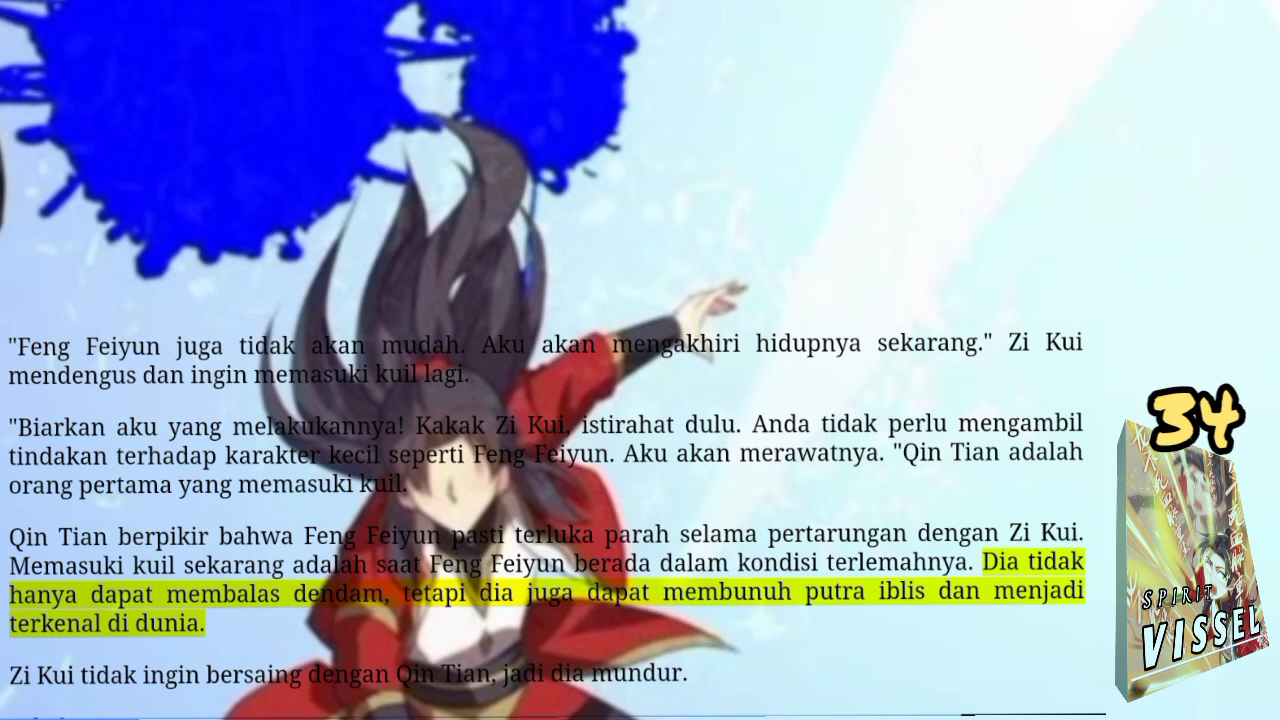 "Feng Feiyun juga tidak akan mudah. Aku akan mengakhiri hidupnya sekarang." Zi Kui
mendengus dan ingin memasuki kuil lagi.
"Biarkan aku yang melakukannya! Kakak Zi Kui, istirahat dulu. Anda tidak perlu mengambil
tindakan terhadap karakter kecil seperti Feng Feiyun. Aku akan merawatnya. "Qin Tian adalah
orang pertama yang memasuki kuil.
Qin Tian berpikir bahwa Feng Feiyun pasti terluka parah selama pertarungan dengan Zi Kui.
Memasuki kuil sekarang adalah saat Feng Feiyun berada dalam kondisi terlemahnya. Dia tidak
hanya dapat membalas dendam, tetapi dia juga dapat membunuh putra iblis dan menjadi
terkenal di dunia.
Zi Kui tidak ingin bersaing dengan Qin Tian, jadi dia mundur.
34
SPIRIT
VISSEL